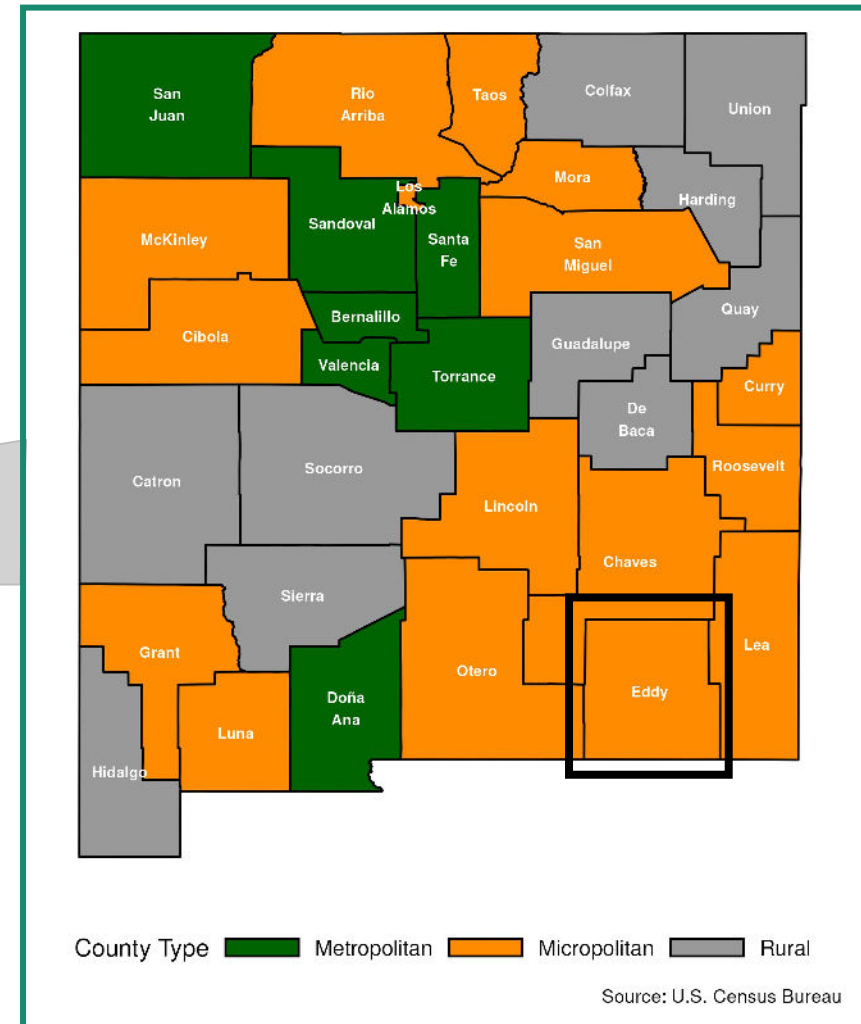 San
Juan
Rio
Arriba
Taos
Colfax
Union
Mora
Harding
Los
Alamos
McKinley
Sandoval
Santa
Fe
San
Miguel
Bernalillo
Quay
Cibola
Guadalupe
Valencia
Torrance
Curry
De
Baca
Roosevelt
Catron
Socorro
Lincoln
Chaves
Sierra
Grant
Lea
Otero
Eddy
Doña
Ana
Luna
Hidalgo
County Type Metropolitan Micropolitan Rural
Source: U.S. Census Bureau